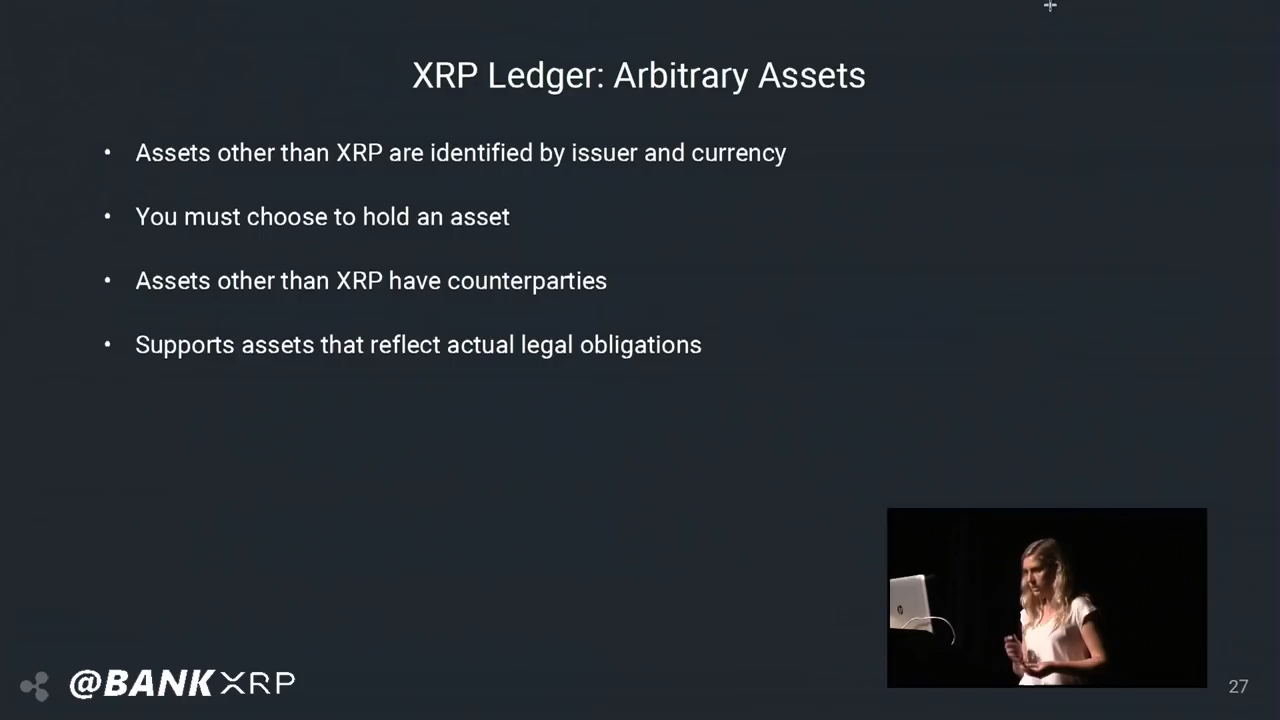 XRP Ledger: Arbitrary Assets
• Assets other than XRP are identified by issuer and currency
• You must choose to hold an asset
• Assets other than XRP have counterparties
• Supports assets that reflect actual legal obligations
@BANKXRP
27